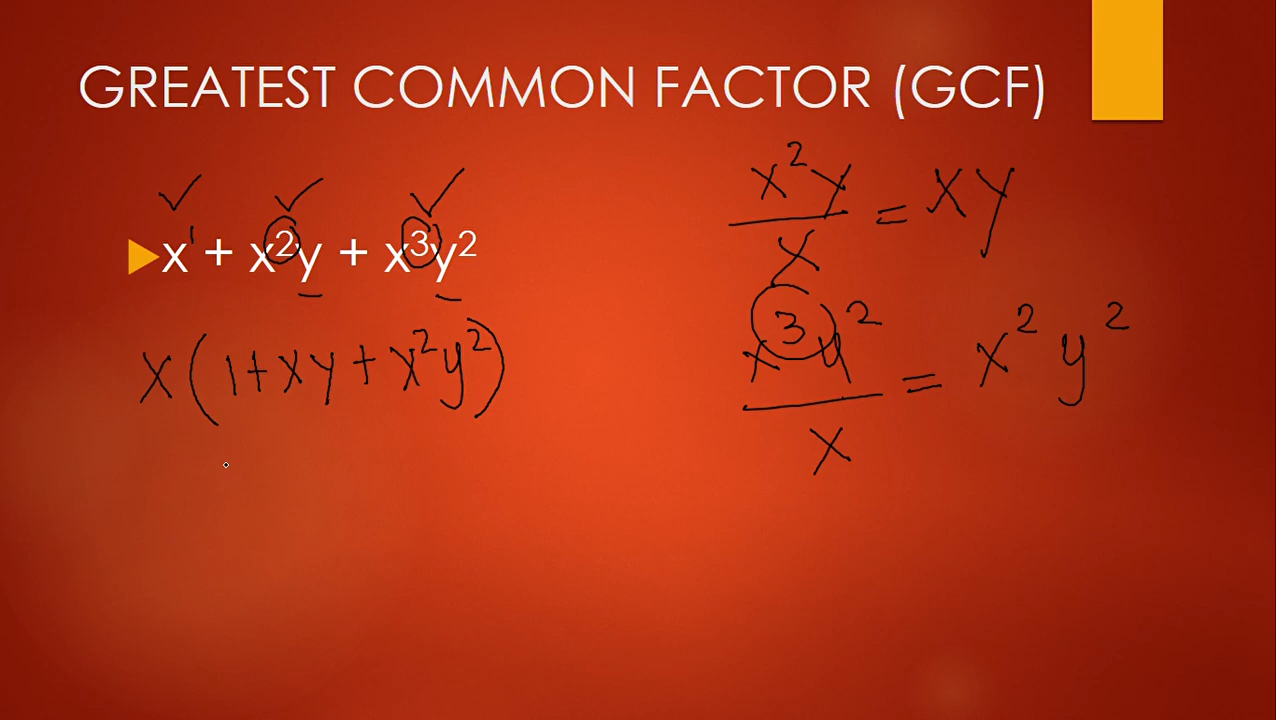 GREATEST COMMON FACTOR (GCF)
x¹ + x²y + x³y²
x(1+xy+x²y²)
x²y
/ x = xy
x³y²
/ x = x²y²